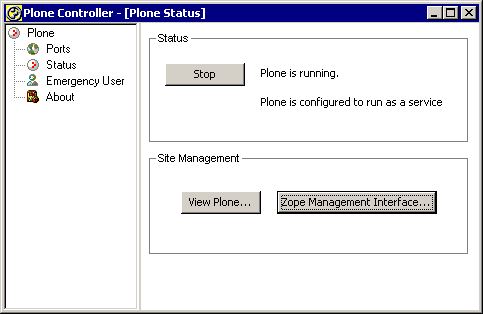 Plone Controller - [Plone Status]
Plone
Ports
Status
Emergency User
About
Status
Stop
Plone is running.
Plone is configured to run as a service
Site Management
View Plone...
Zope Management Interface...